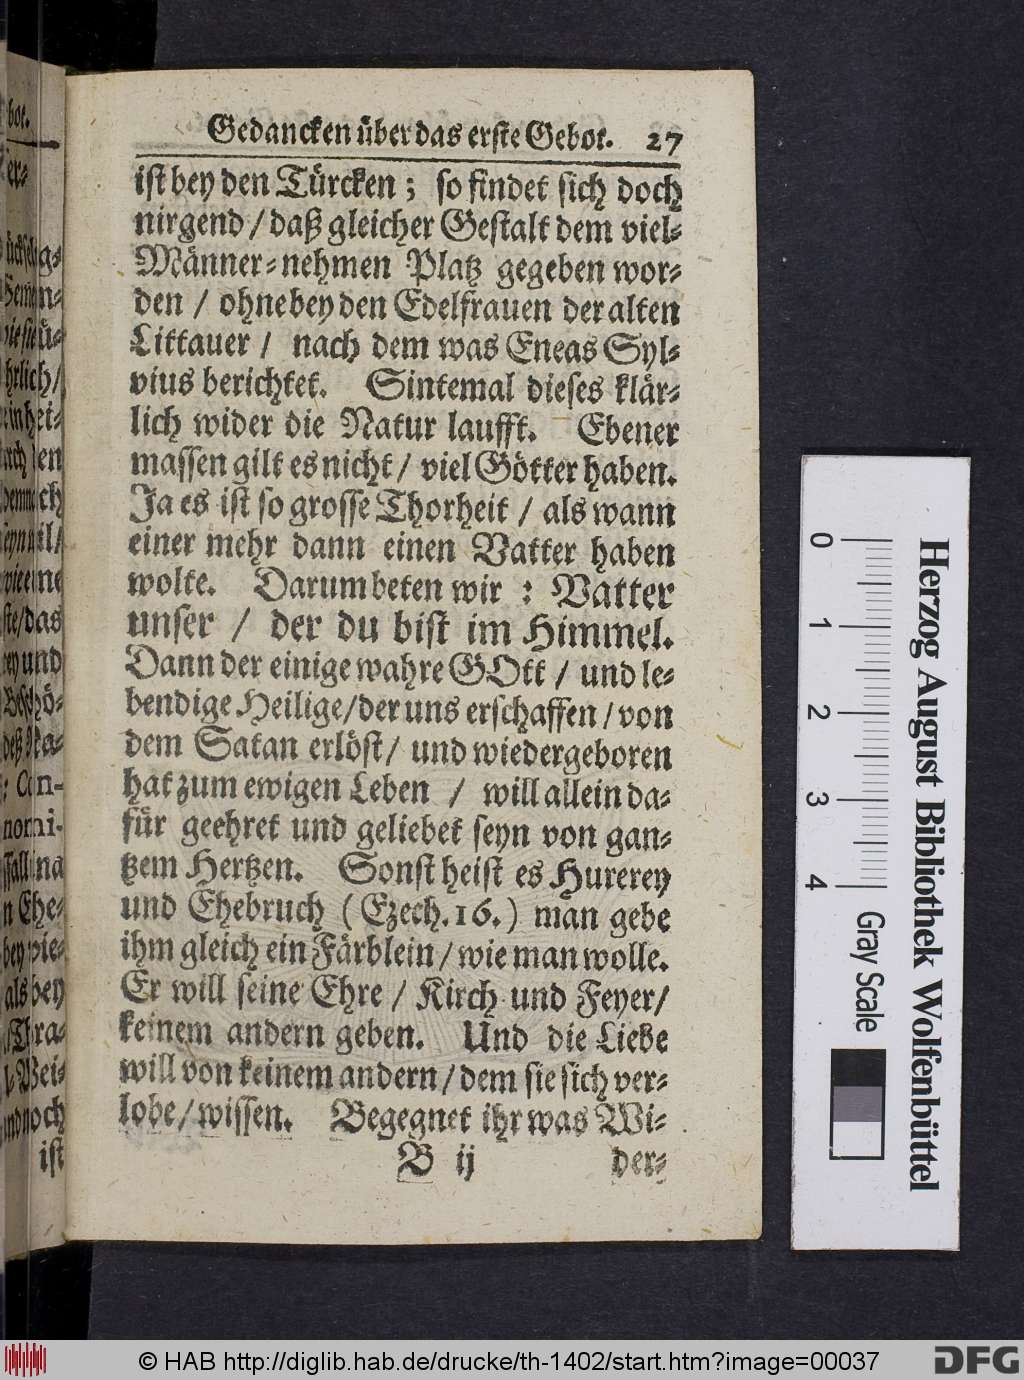 Gedancken über das erste Gebot. 27
ist bey den Türcken; so findet sich doch
nirgend / daß gleicher Gestalt dem viel-
Männer-nehmen Platz gegeben wor-
den / ohne bey den Edelfrauen der alten
Littauer / nach dem was Eneas Syl-
vius berichtet. Sintemal dieses klär-
lich wider die Natur laufft. Ebener
massen gilt es nicht / viel Götter haben.
Ja es ist so grosse Thorheit / als wann
einer mehr dann einen Vatter haben
wolte. Darum beten wir : Vatter
unser / der du bist im Himmel.
Dann der einige wahre GOtt / und le-
bendige Heilige / der uns erschaffen / von
dem Satan erlöst / und wiedergeboren
hat zum ewigen Leben / will allein da-
für geehret und geliebet seyn von gan-
tzem Hertzen. Sonst heist es Hurerey
und Ehebruch (Ezech. 16.) man gebe
ihm gleich ein Färblein / wie man wolle.
Er will seine Ehre / Kirch und Feyer /
keinem andern geben. Und die Liebe
will von keinem andern / dem sie sich ver-
lobe / wissen. Begegnet ihr was Wi-
B ij der-
ist
0 1 2 3 4
Gray Scale
Herzog August Bibliothek Wolfenbüttel
© HAB http://diglib.hab.de/drucke/th-1402/start.htm?image=00037
DFG